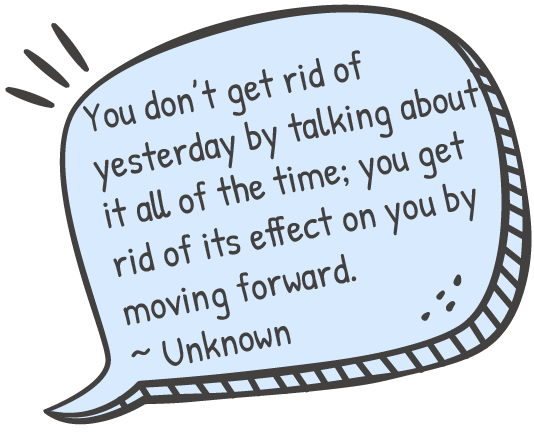 You don't get rid of
yesterday by talking about
it all of the time; you get
rid of its effect on you by
moving forward.
~ Unknown